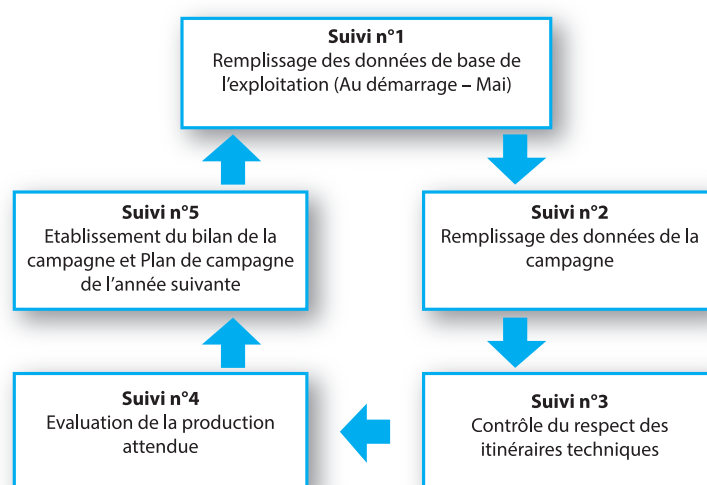 Suivi n°1
Remplissage des données de base de
l'exploitation (Au démarrage – Mai)
Suivi n°2
Remplissage des données de la
campagne
Suivi n°3
Contrôle du respect des
itinéraires techniques
Suivi n°4
Evaluation de la production
attendue
Suivi n°5
Etablissement du bilan de la
campagne et Plan de campagne
de l'année suivante